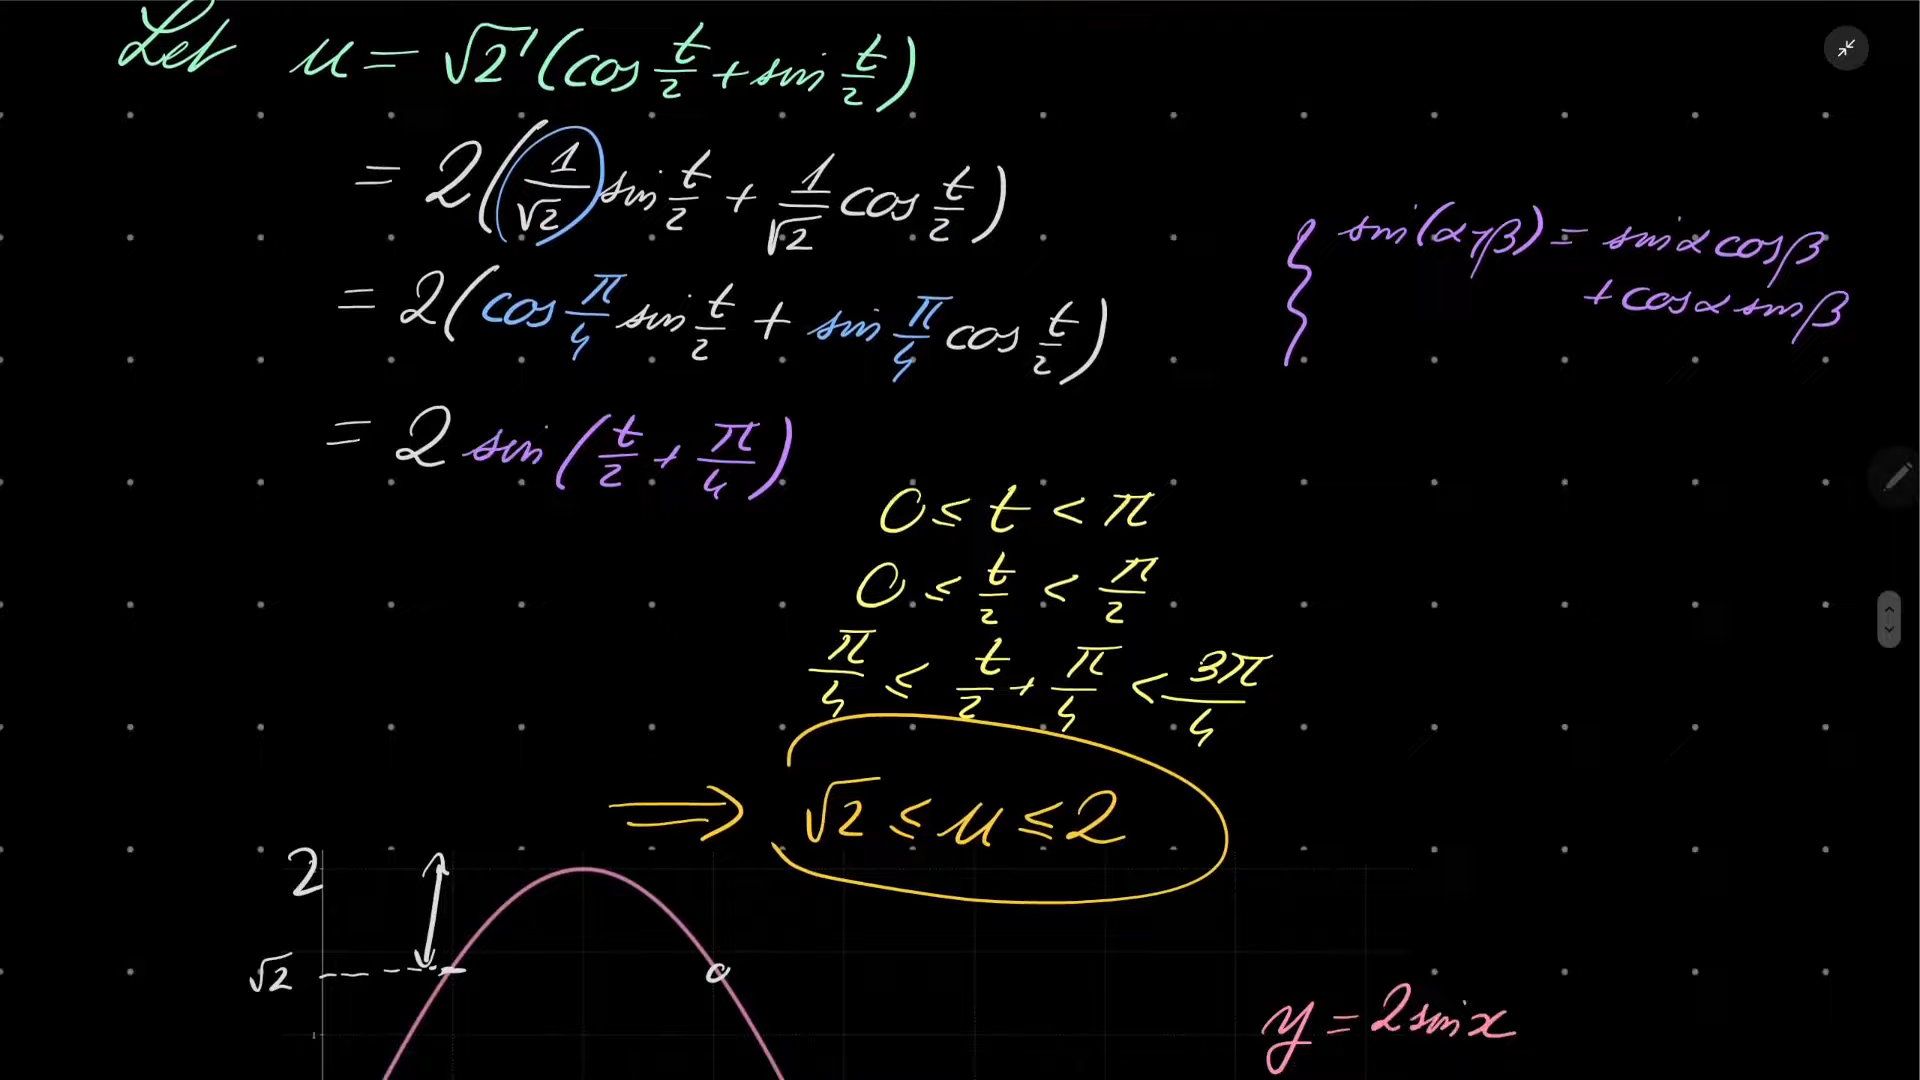 Let u = √2 (cos t/2 + sin t/2)
= 2(1/√2 sin t/2 + 1/√2 cos t/2)
= 2(cos π/4 sin t/2 + sin π/4 cos t/2)
{ sin(α+β) = sinα cosβ
+ cosα sinβ
= 2 sin(t/2 + π/4)
0 ≤ t < π
0 ≤ t/2 < π/2
π/4 ≤ t/2 + π/4 < 3π/4
⇒ √2 ≤ u ≤ 2
2
√2
1
y = 2sinx